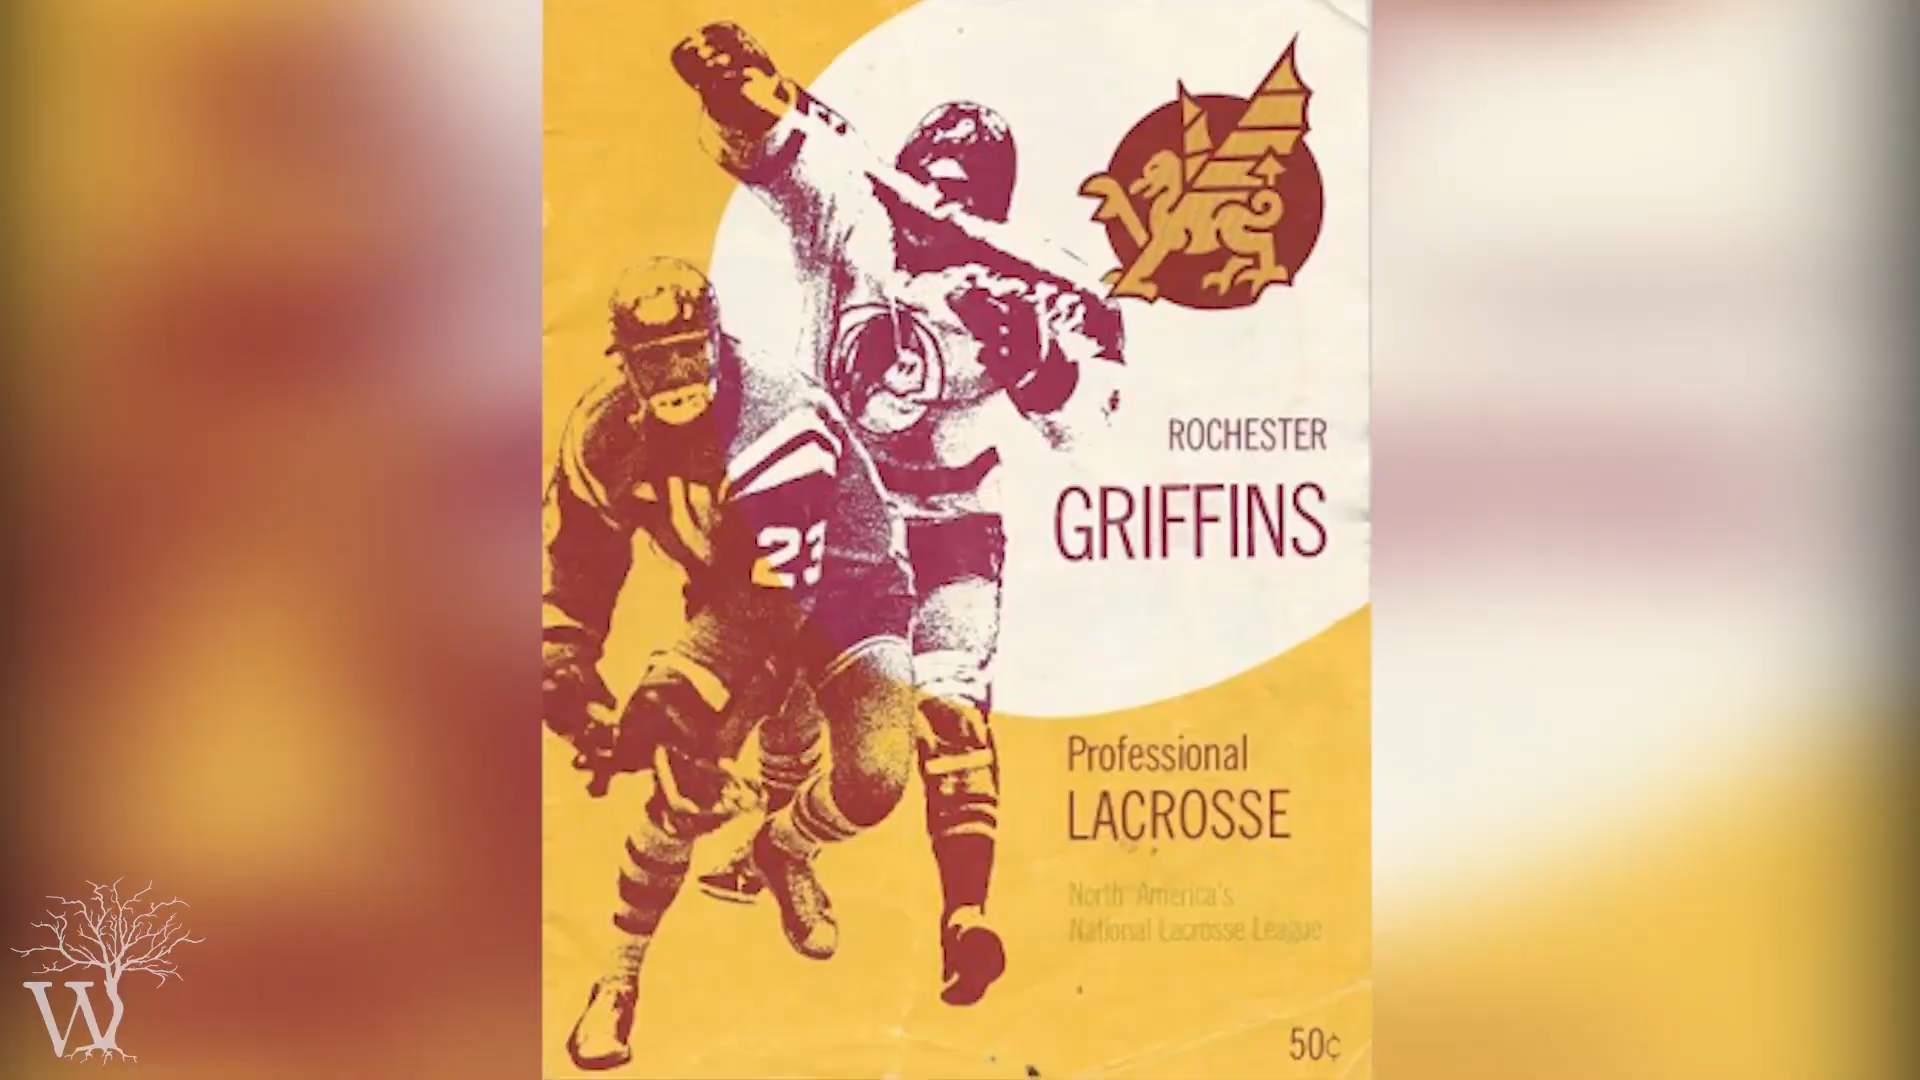 ROCHESTER
GRIFFINS
23
Professional
LACROSSE
North America's
National Lacrosse League
50¢
W